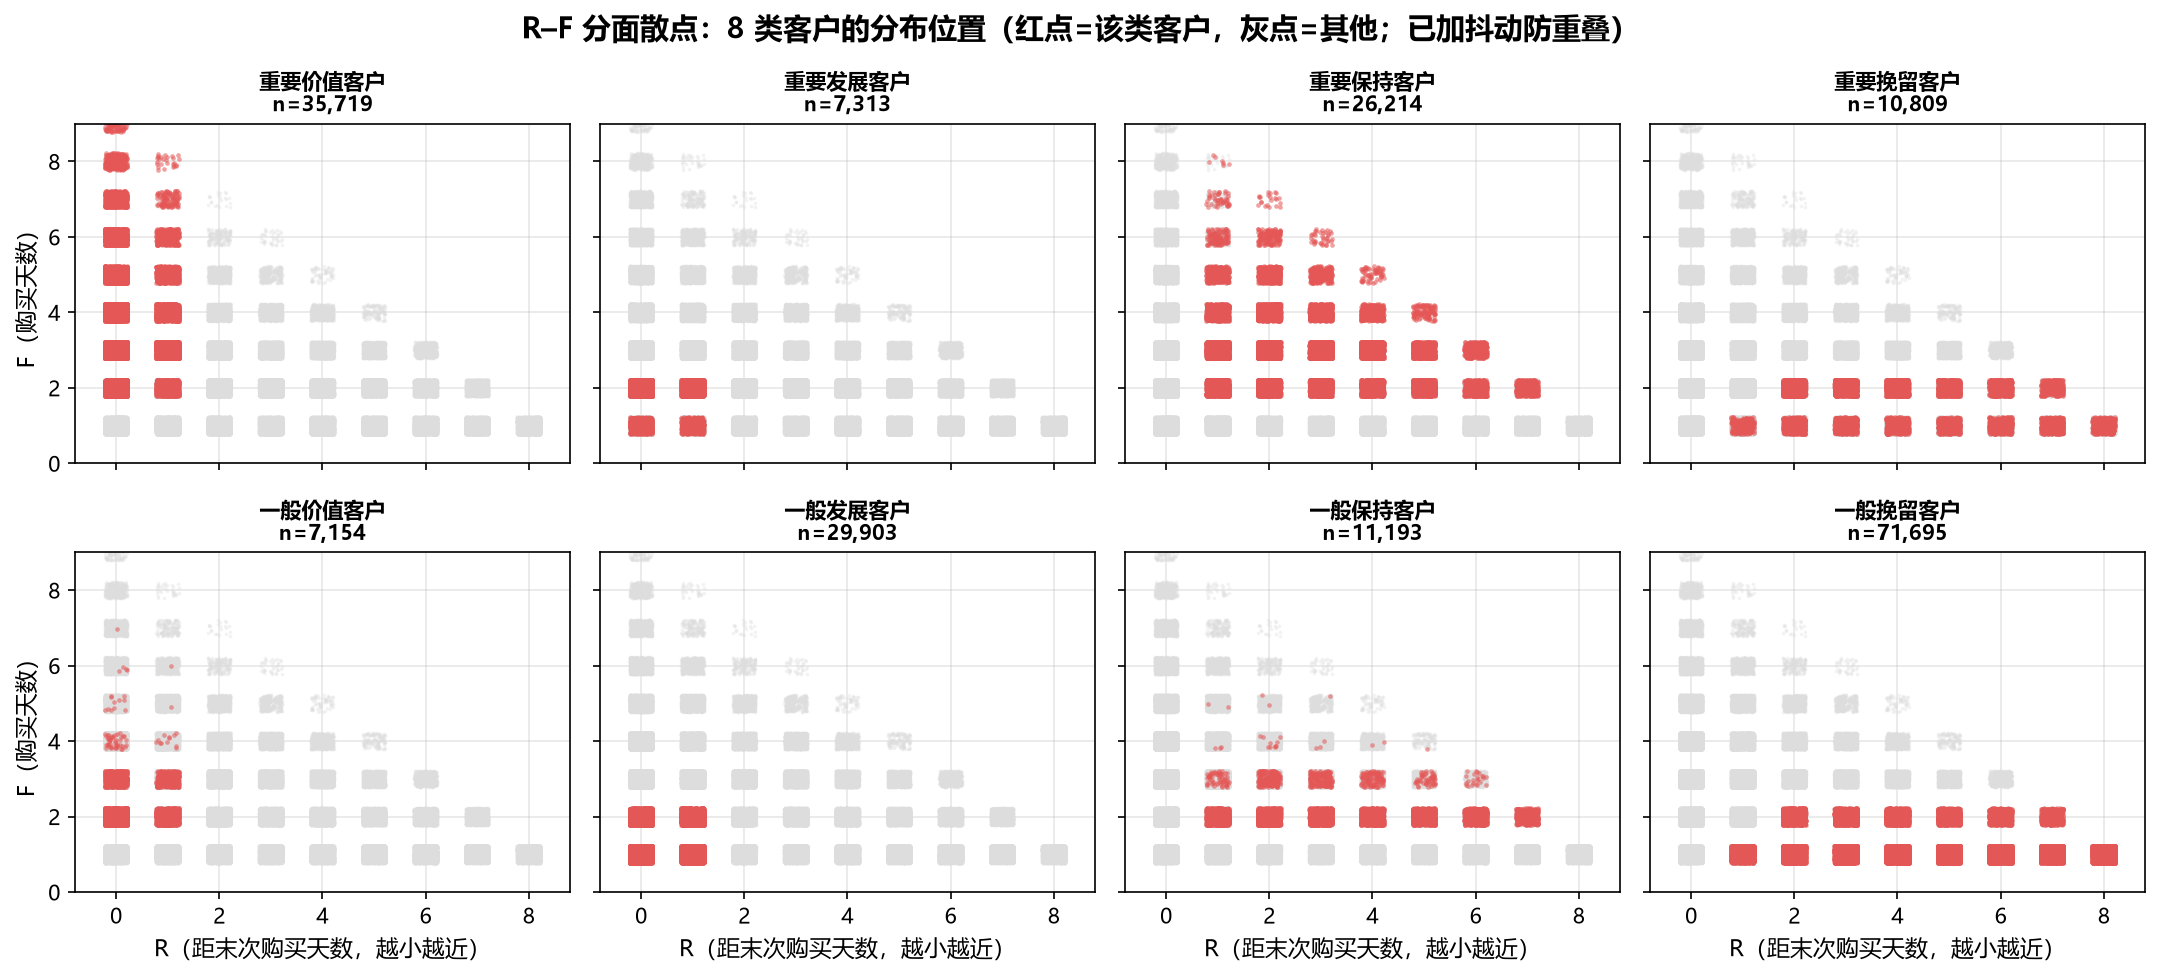 R–F 分面散点：8 类客户的分布位置（红点=该类客户，灰点=其他；已加抖动防重叠）
重要价值客户
n=35,719
重要发展客户
n=7,313
重要保持客户
n=26,214
重要挽留客户
n=10,809
F（购买天数）
8
6
4
2
0
一般价值客户
n=7,154
一般发展客户
n=29,903
一般保持客户
n=11,193
一般挽留客户
n=71,695
F（购买天数）
8
6
4
2
0
0 2 4 6 8
0 2 4 6 8
0 2 4 6 8
0 2 4 6 8
R（距末次购买天数，越小越近）
R（距末次购买天数，越小越近）
R（距末次购买天数，越小越近）
R（距末次购买天数，越小越近）